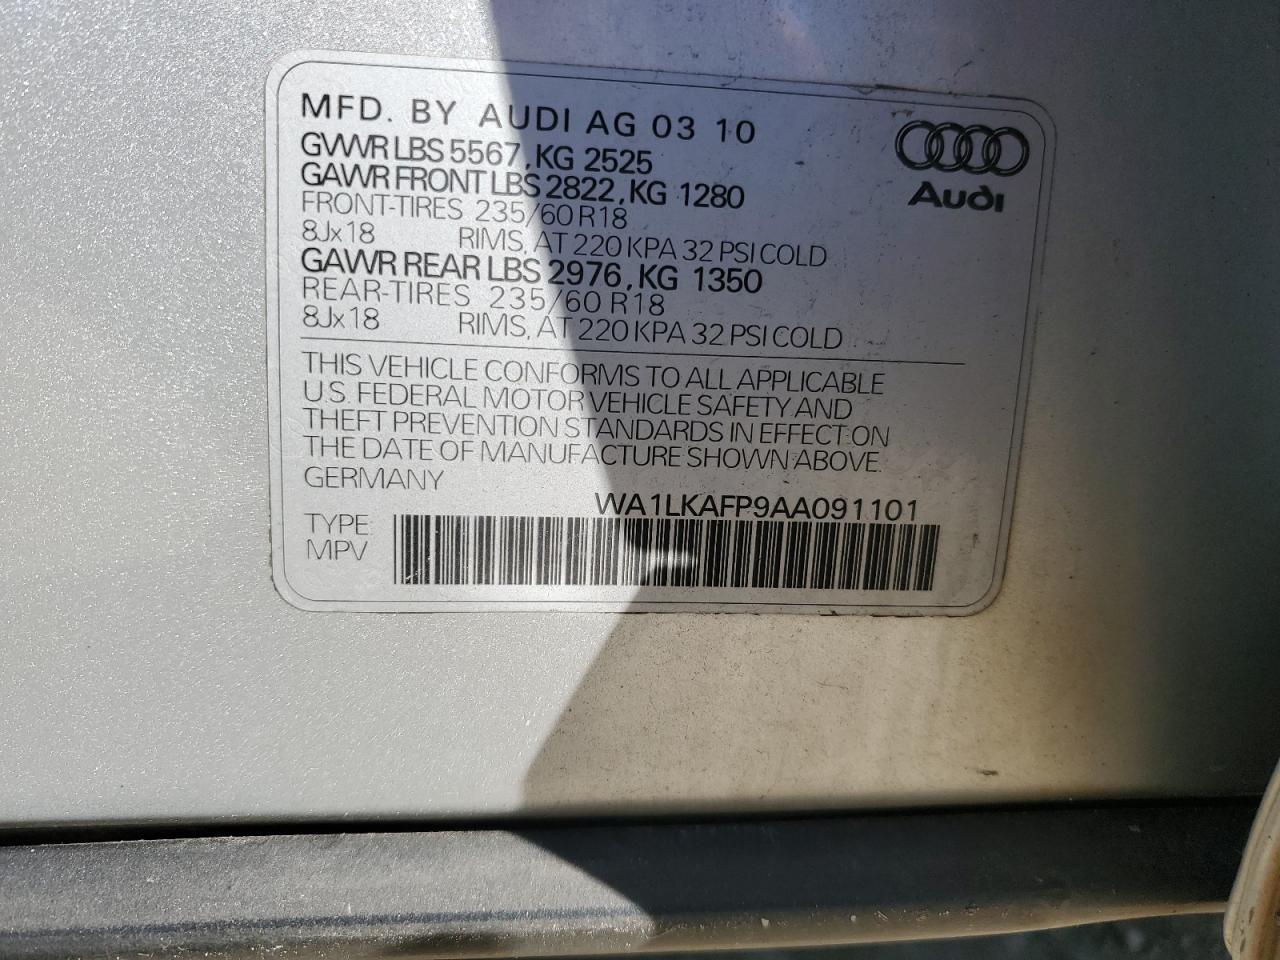 MFD. BY AUDI AG 03 10
GVWR LBS 5567, KG 2525
GAWR FRONT LBS 2822, KG 1280
FRONT-TIRES 235/60 R18
8Jx18 RIMS, AT 220 KPA 32 PSI COLD
GAWR REAR LBS 2976, KG 1350
REAR-TIRES 235/60 R18
8Jx18 RIMS, AT 220 KPA 32 PSI COLD
Audi
THIS VEHICLE CONFORMS TO ALL APPLICABLE
U.S. FEDERAL MOTOR VEHICLE SAFETY AND
THEFT PREVENTION STANDARDS IN EFFECT ON
THE DATE OF MANUFACTURE SHOWN ABOVE.
GERMANY
WA1LKAFP9AA091101
TYPE
MPV